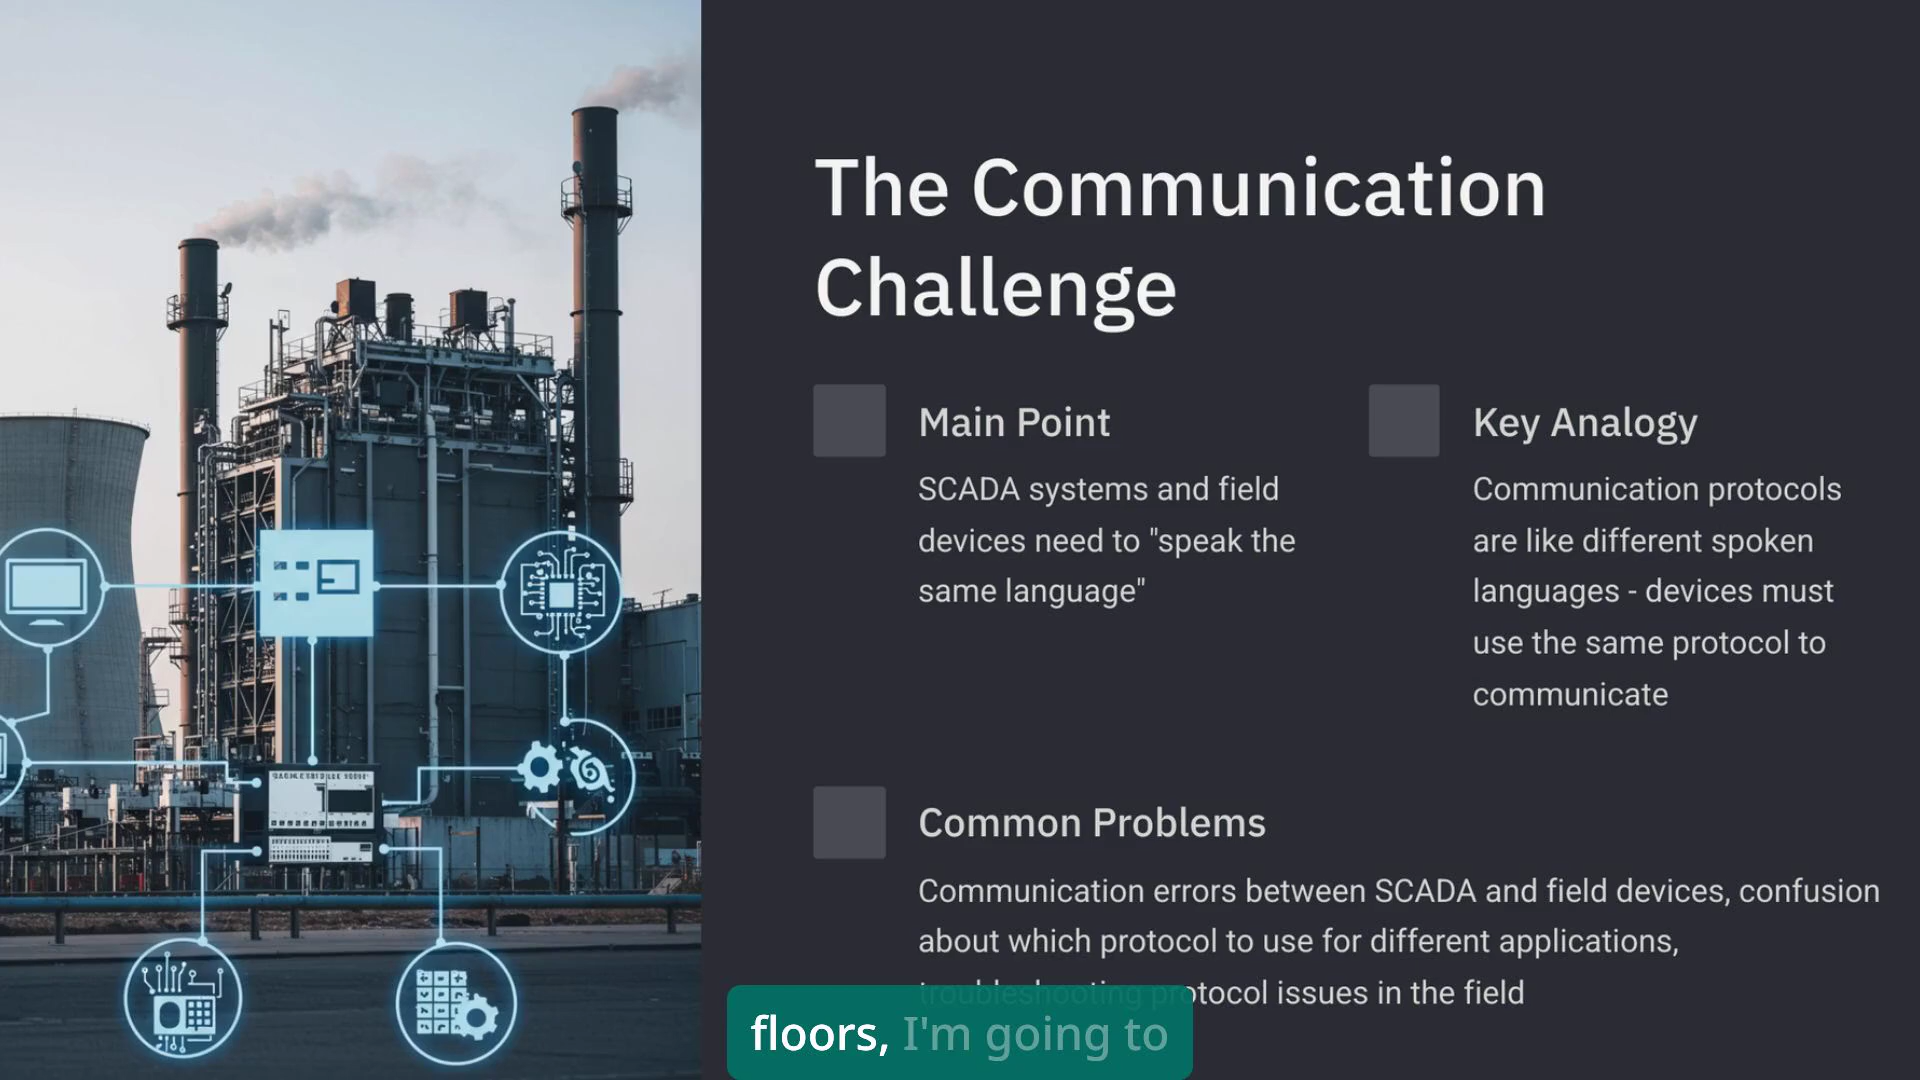 The Communication
Challenge
Main Point
SCADA systems and field
devices need to "speak the
same language"
Key Analogy
Communication protocols
are like different spoken
languages - devices must
use the same protocol to
communicate
Common Problems
Communication errors between SCADA and field devices, confusion
about which protocol to use for different applications,
troubleshooting protocol issues in the field
floors, I'm going to